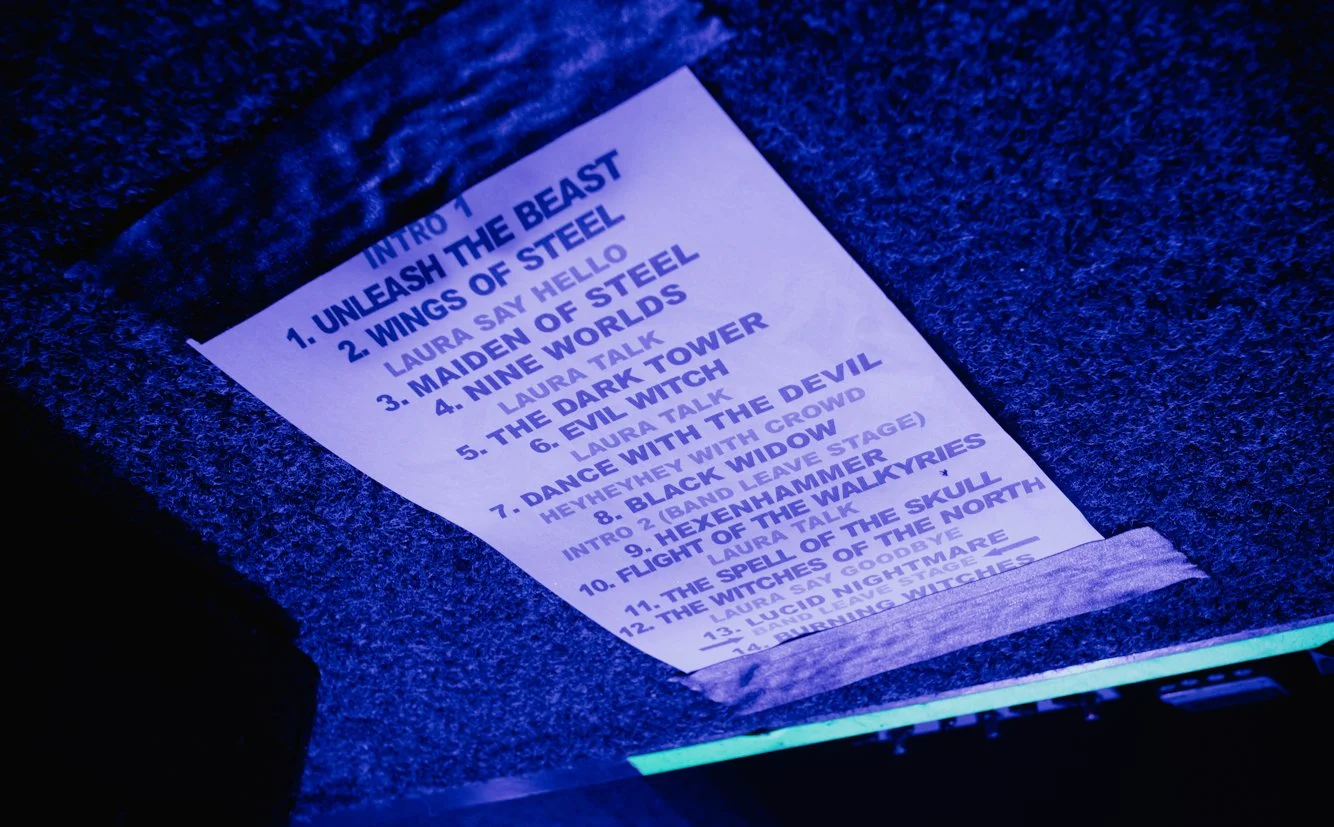 INTRO 1
1. UNLEASH THE BEAST
2. WINGS OF STEEL
LAURA SAY HELLO
3. MAIDEN OF STEEL
4. NINE WORLDS
LAURA TALK
5. THE DARK TOWER
6. EVIL WITCH
LAURA TALK
7. DANCE WITH THE DEVIL
HEYHEYHEY WITH CROWD
8. BLACK WIDOW
INTRO 2 (BAND LEAVE STAGE)
9. HEXENHAMMER
10. FLIGHT OF THE WALKYRIES
LAURA TALK
11. THE SPELL OF THE SKULL
12. THE WITCHES OF THE NORTH
LAURA SAY GOODBYE
13. LUCID NIGHTMARE
BAND LEAVE STAGE
14. BURNING WITCHES